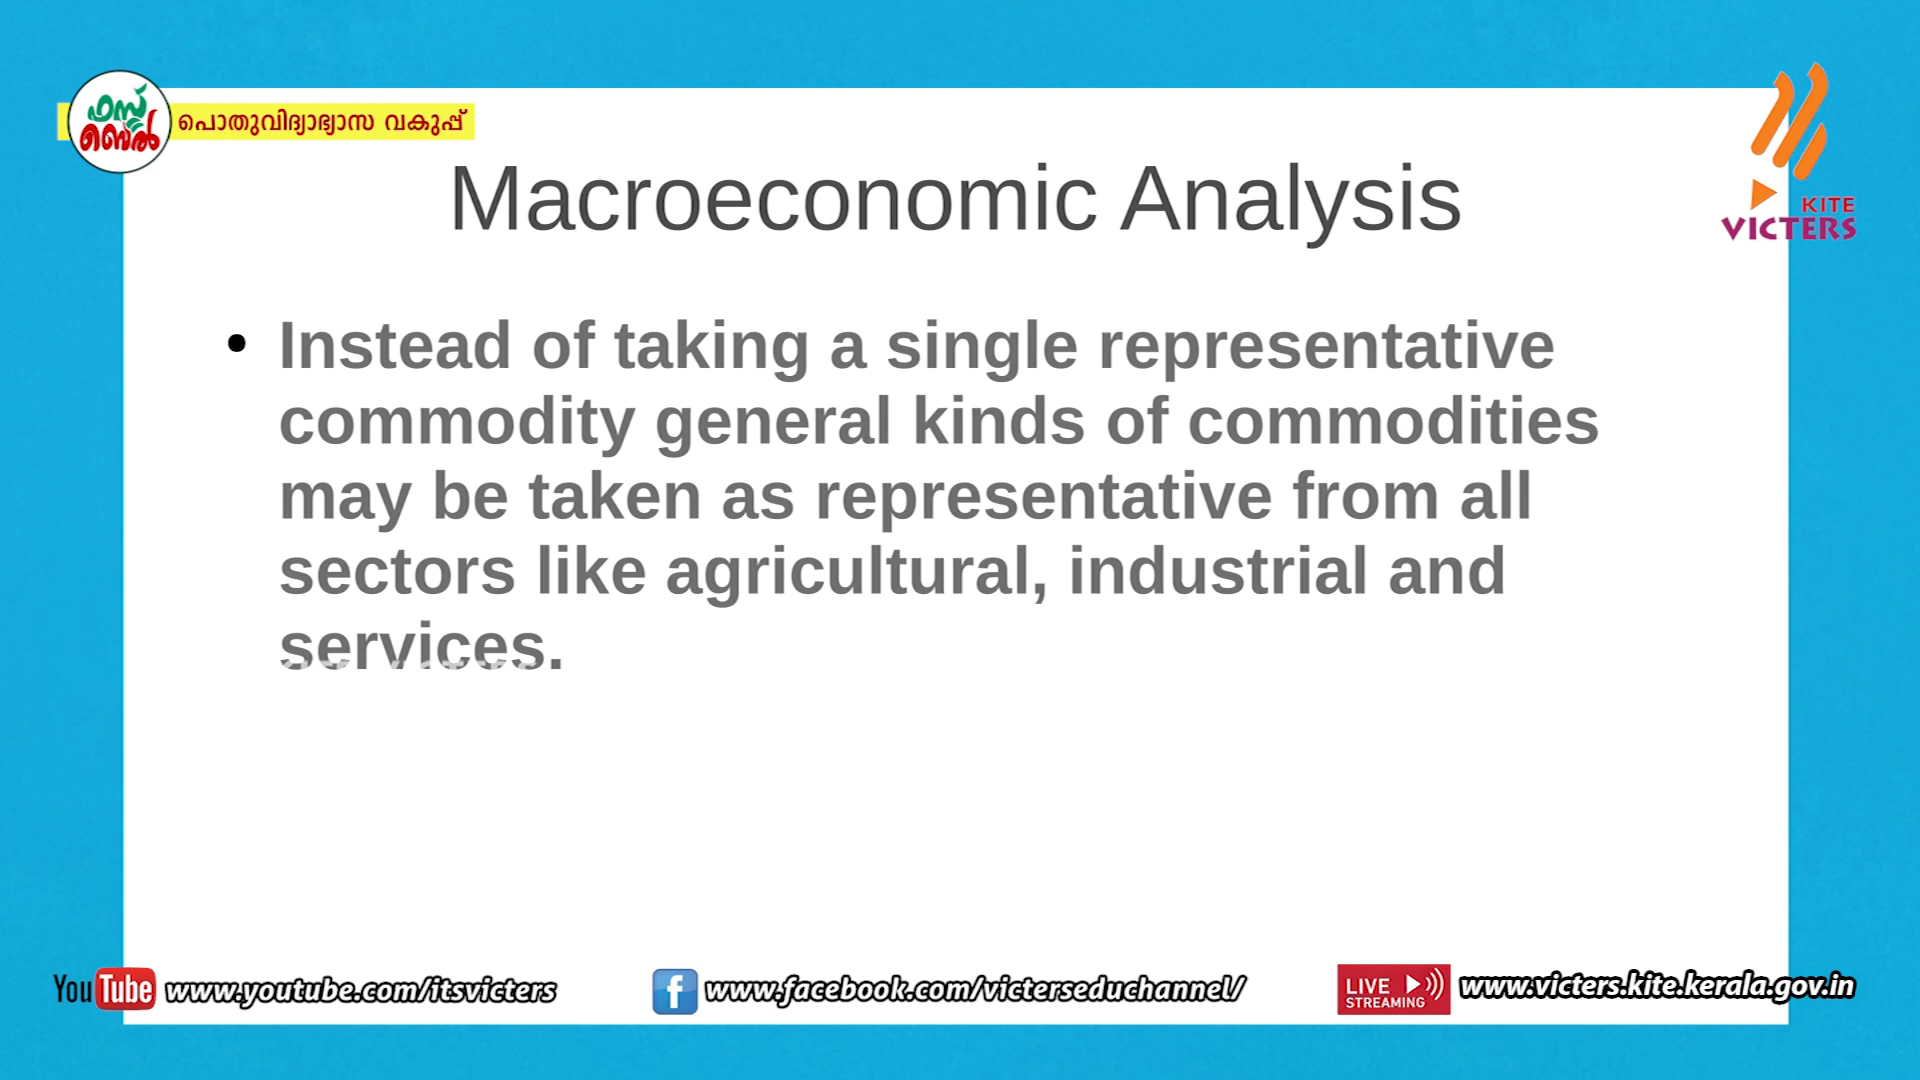 ഫസ്റ്റ്
ബെൽ
പൊതുവിദ്യാഭ്യാസ വകുപ്പ്
KITE
VICTERS
Macroeconomic Analysis
• Instead of taking a single representative
commodity general kinds of commodities
may be taken as representative from all
sectors like agricultural, industrial and
services.
YouTube www.youtube.com/itsvicters
f www.facebook.com/victerseduchannel/
LIVE
STREAMING
www.victers.kite.kerala.gov.in